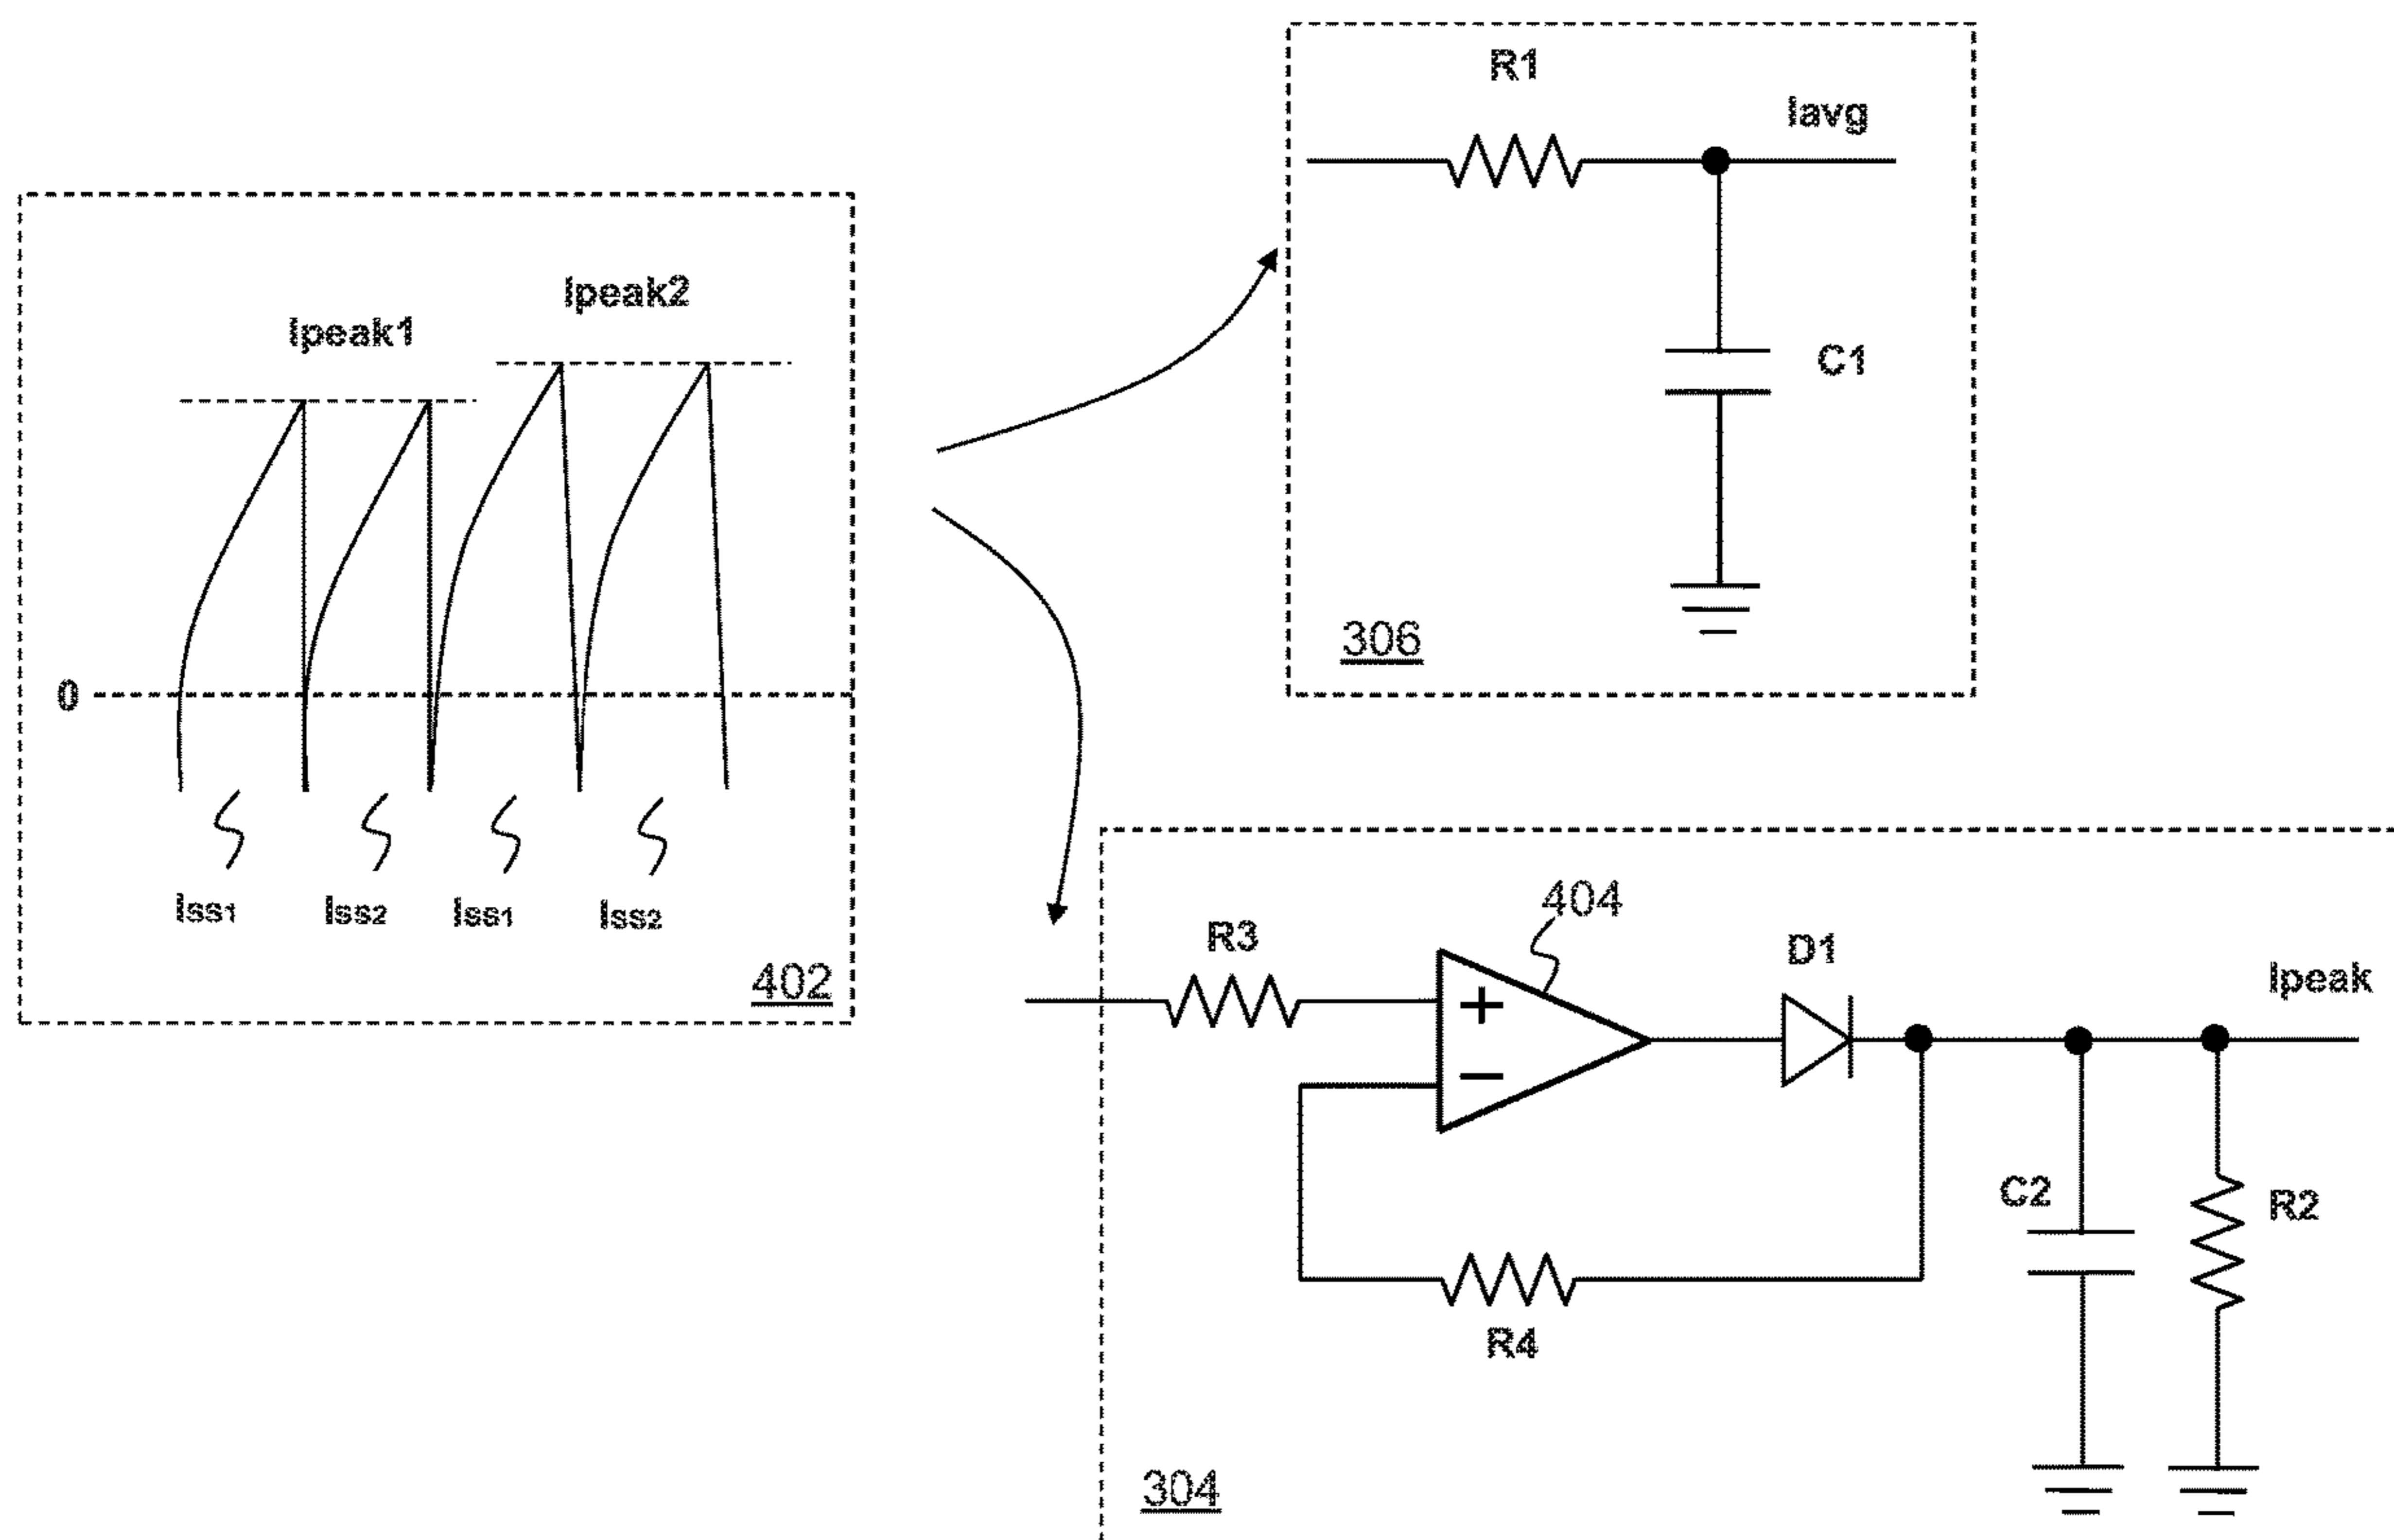 Ipeak1
Ipeak2
0
Iss1
Iss2
Iss1
Iss2
402
R1
Iavg
C1
306
R3
404
D1
Ipeak
+
−
R4
C2
R2
304